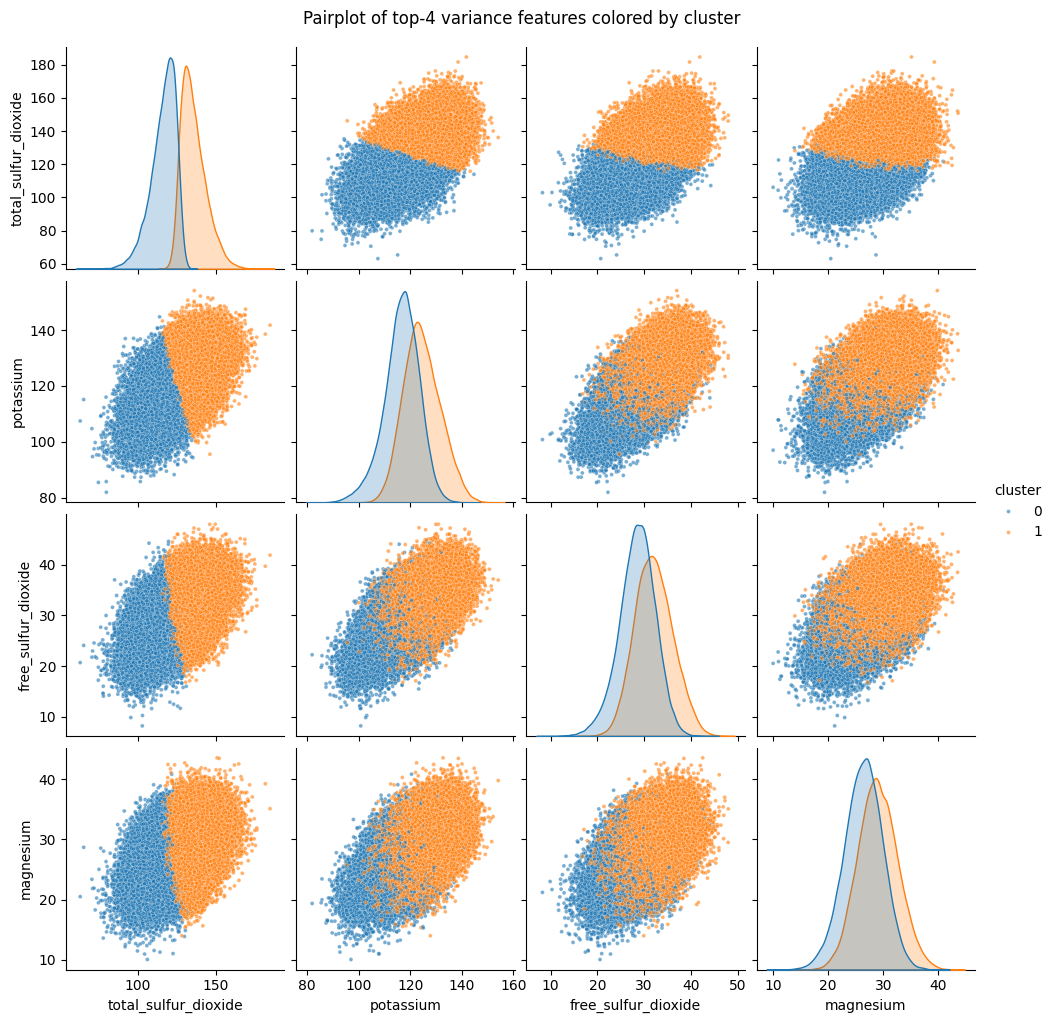 Pairplot of top-4 variance features colored by cluster
total_sulfur_dioxide
180
160
140
120
100
80
60
potassium
140
120
100
80
free_sulfur_dioxide
40
30
20
10
magnesium
40
30
20
10
100 150
total_sulfur_dioxide
80 100 120 140 160
potassium
10 20 30 40 50
free_sulfur_dioxide
10 20 30 40
magnesium
cluster
0
1